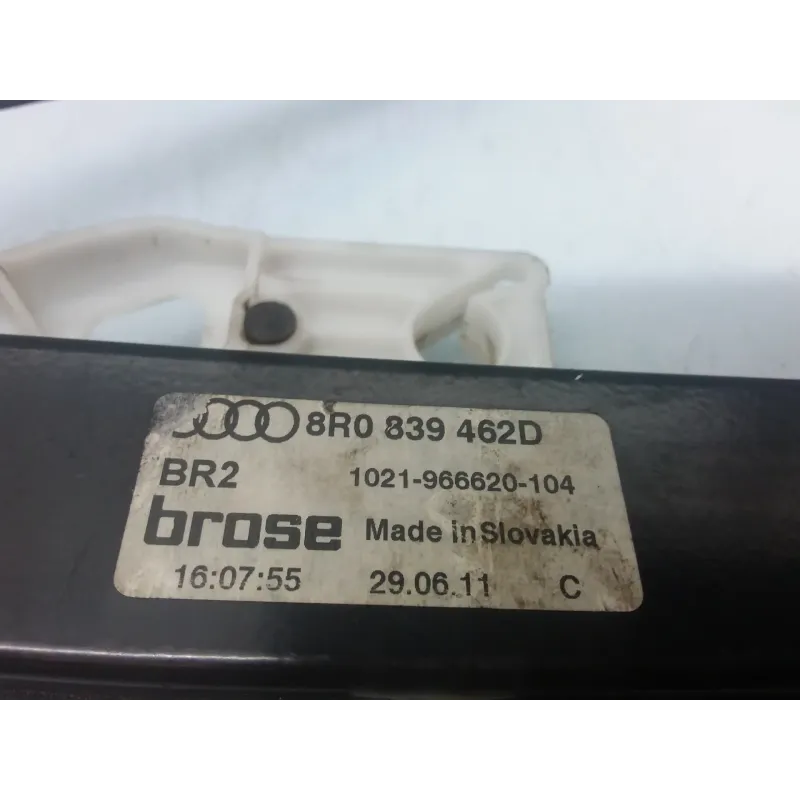 8R0 839 462D
BR2 1021-966620-104
brose Made in Slovakia
16:07:55 29.06.11 C